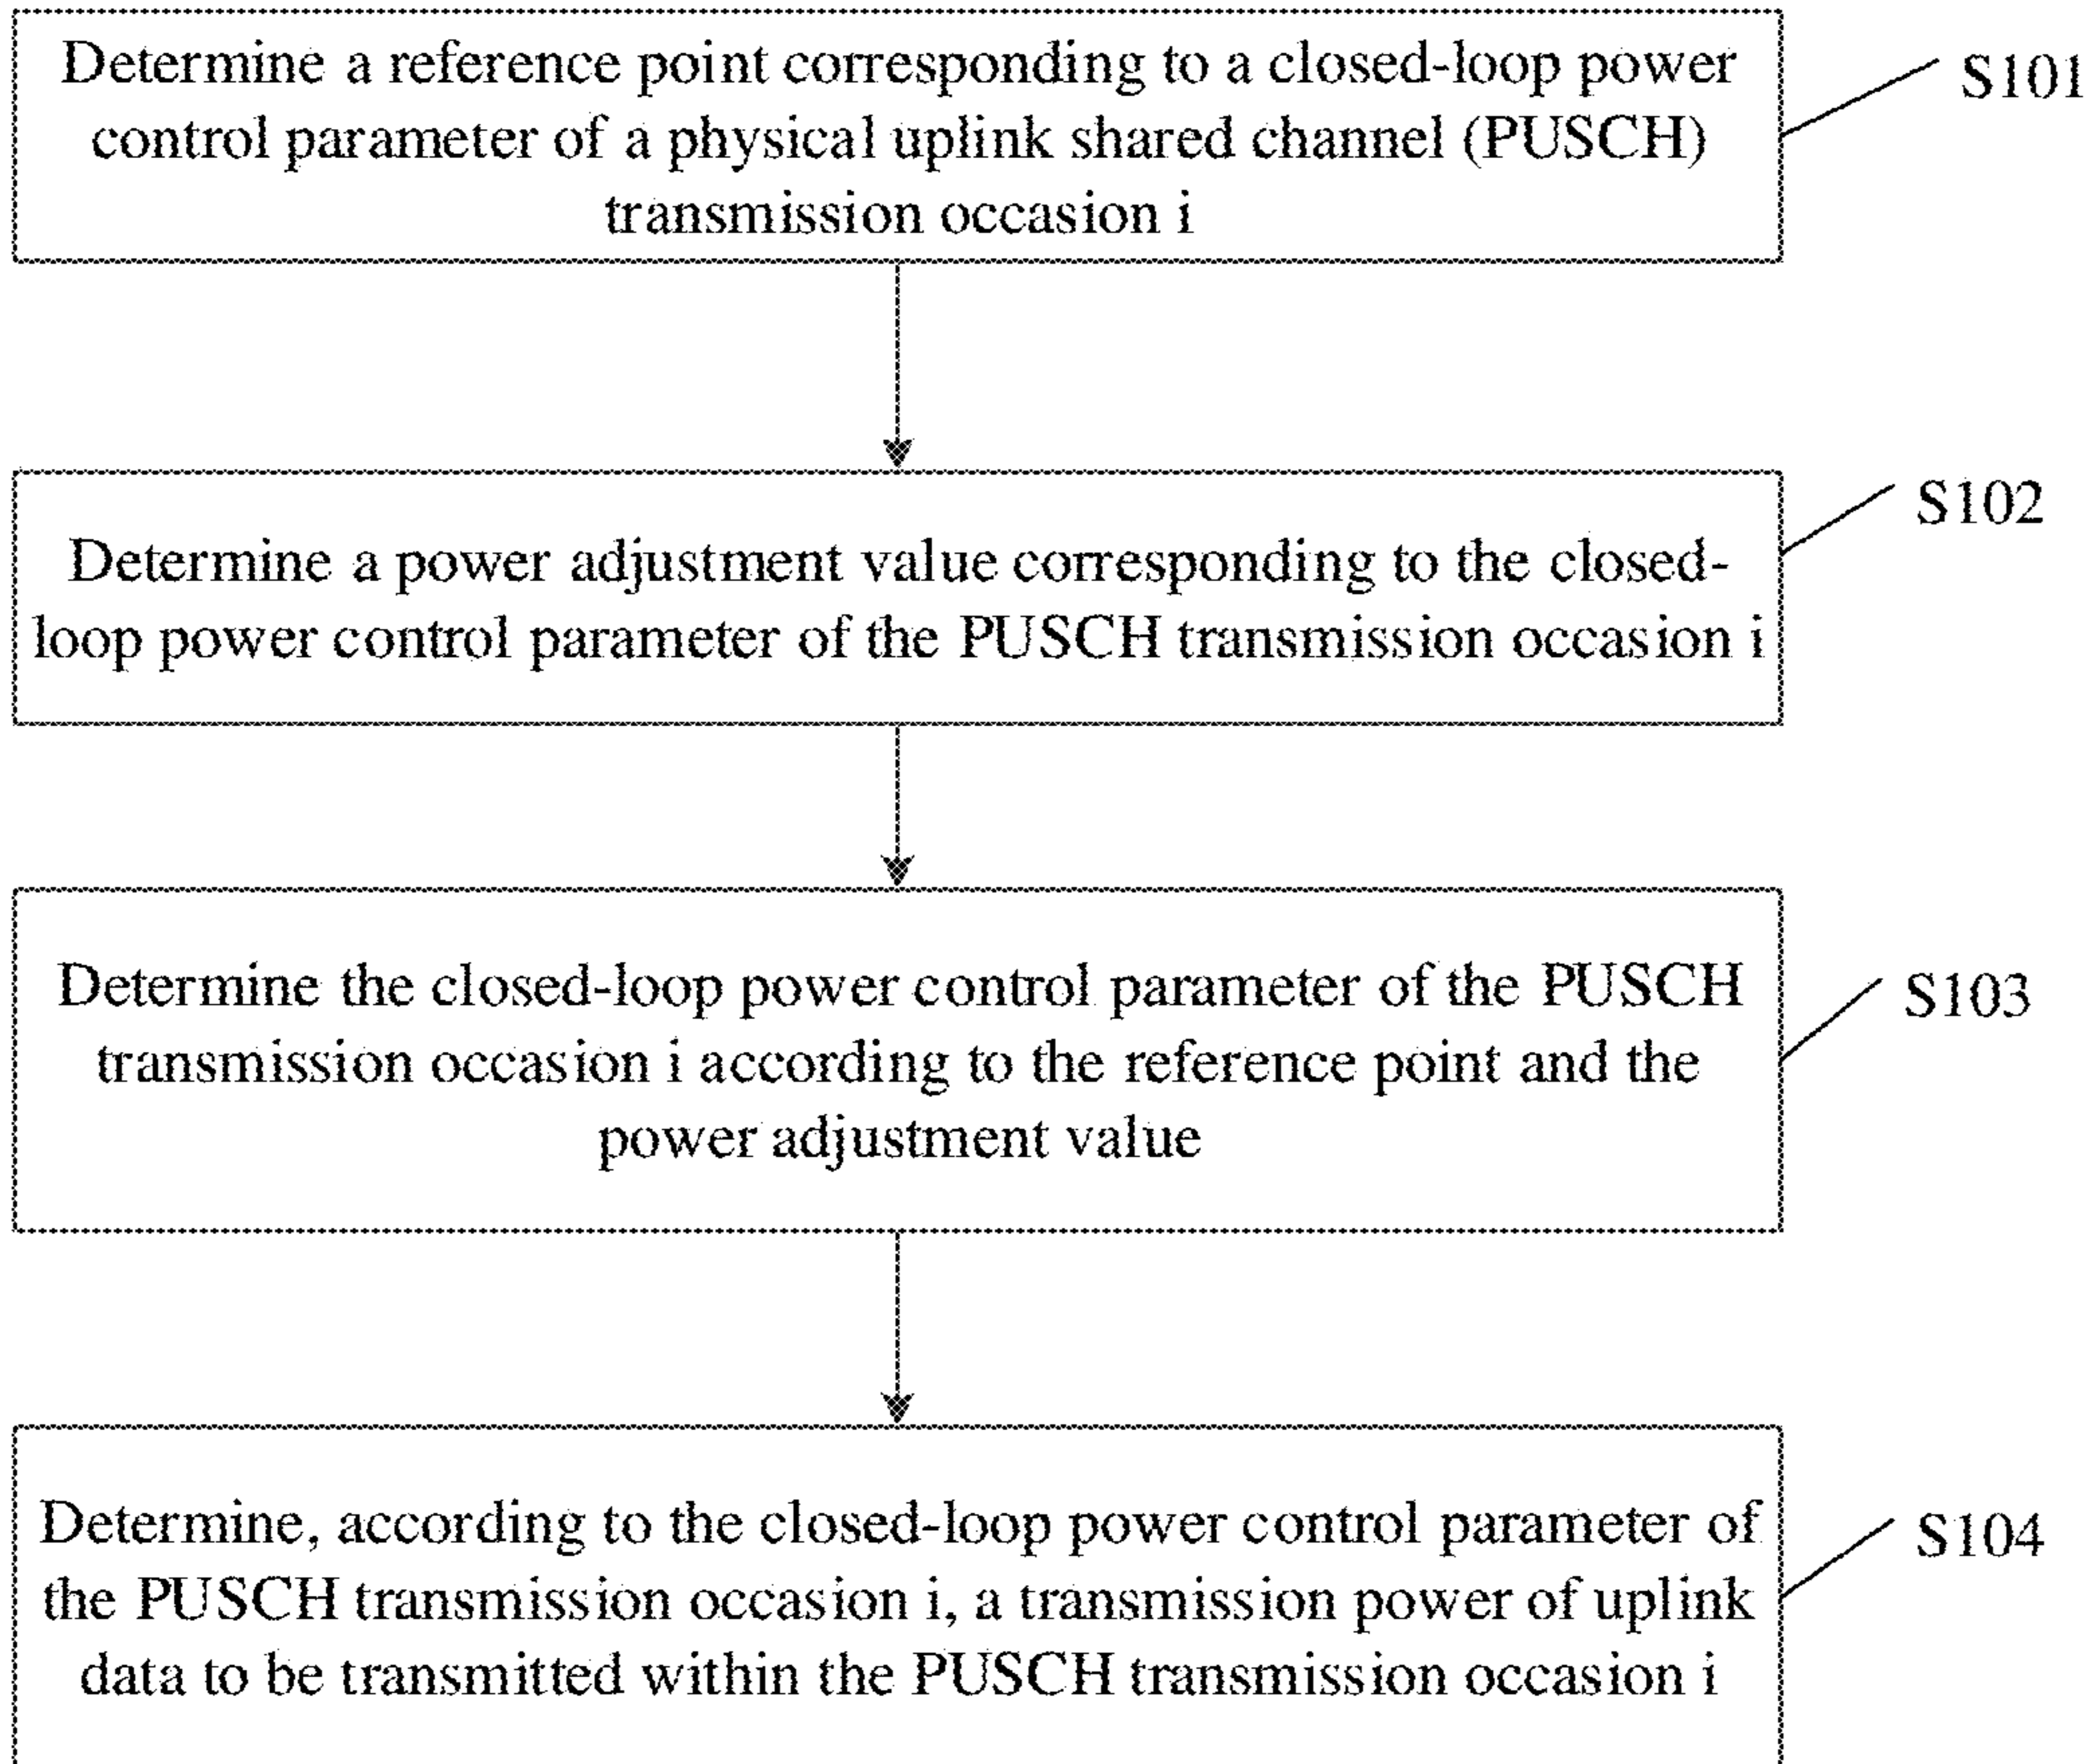 Determine a reference point corresponding to a closed-loop power
control parameter of a physical uplink shared channel (PUSCH)
transmission occasion i
S101
Determine a power adjustment value corresponding to the closed-
loop power control parameter of the PUSCH transmission occasion i
S102
Determine the closed-loop power control parameter of the PUSCH
transmission occasion i according to the reference point and the
power adjustment value
S103
Determine, according to the closed-loop power control parameter of
the PUSCH transmission occasion i, a transmission power of uplink
data to be transmitted within the PUSCH transmission occasion i
S104